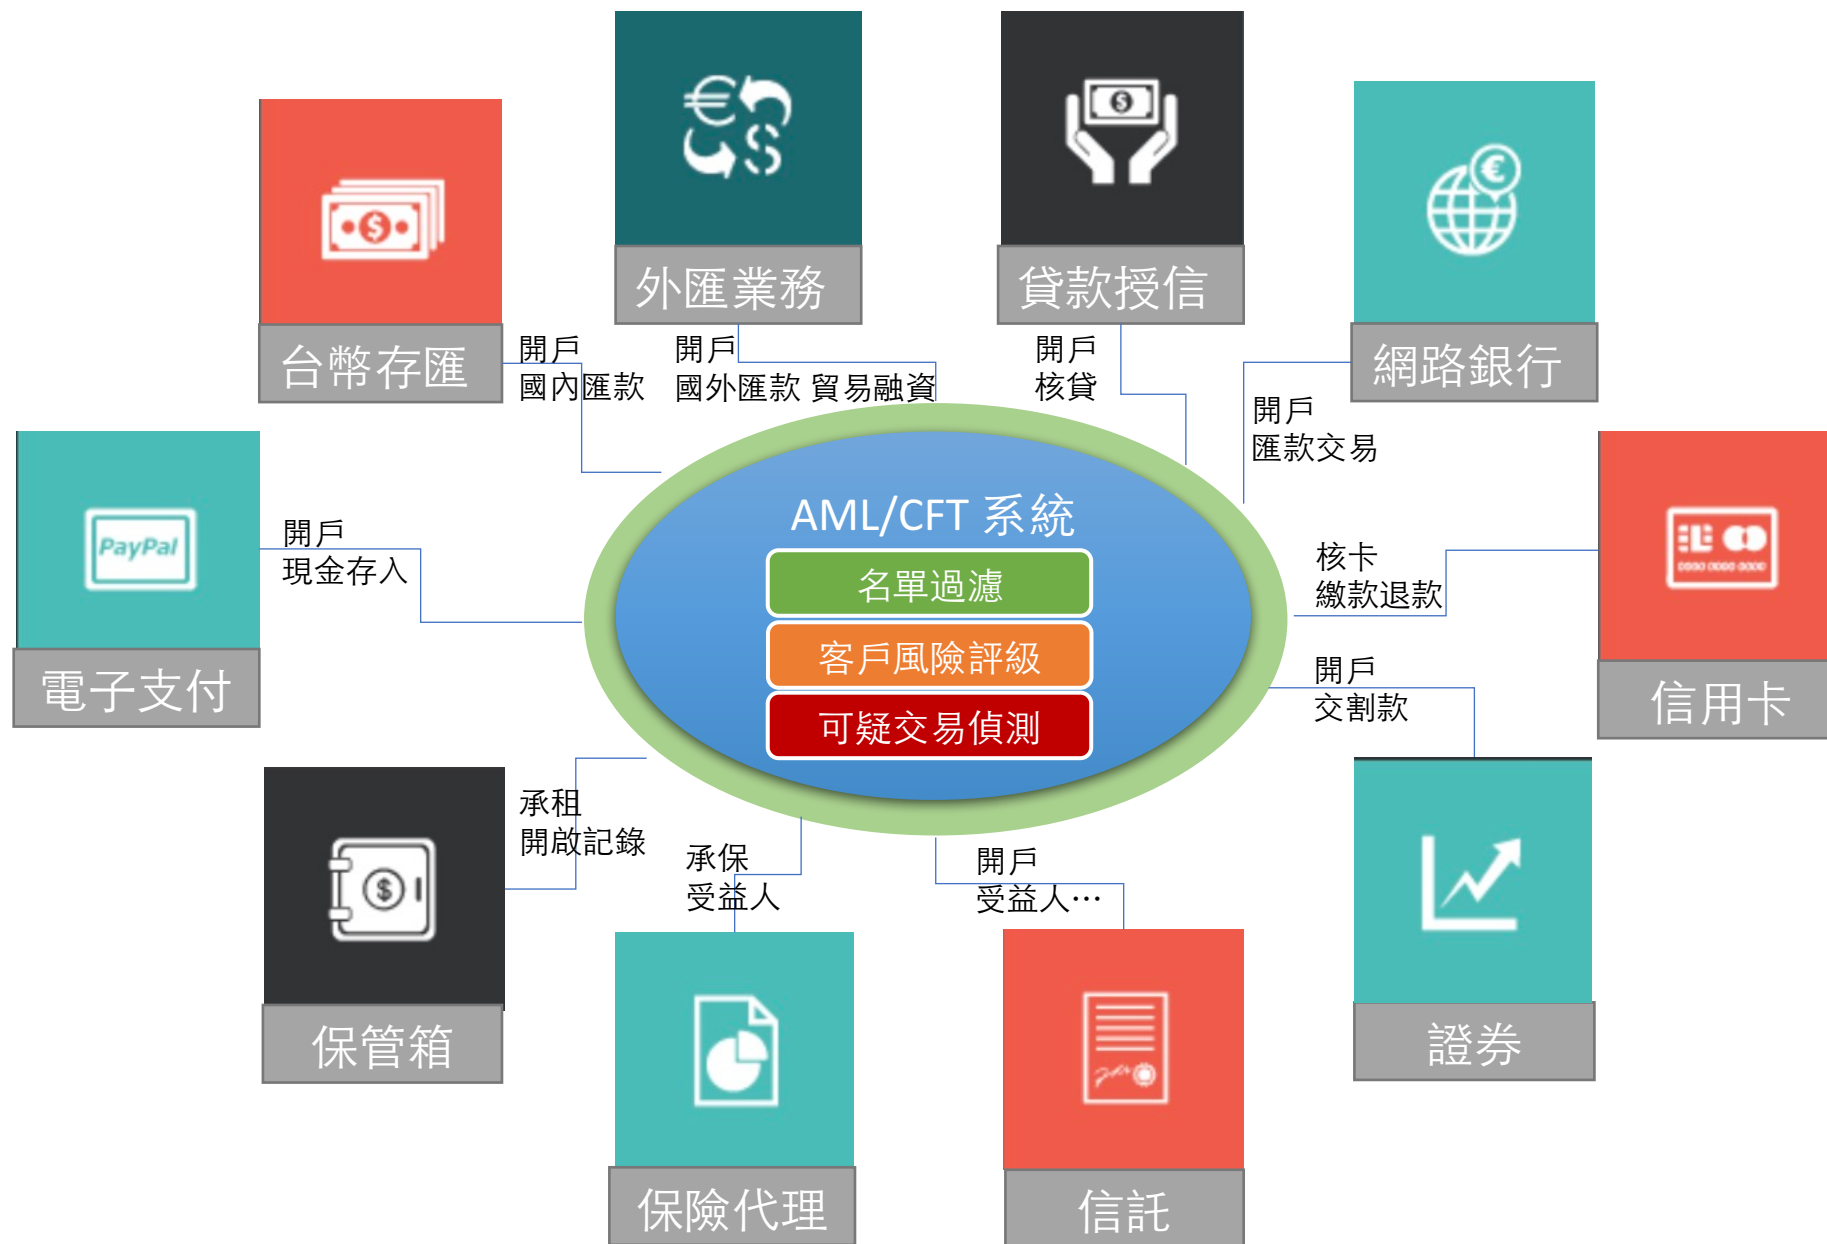 外匯業務
貸款授信
台幣存匯
網路銀行
開戶
國內匯款
開戶
國外匯款 貿易融資
開戶
核貸
開戶
匯款交易
PayPal
電子支付
開戶
現金存入
AML/CFT 系統
名單過濾
客戶風險評級
可疑交易偵測
核卡
繳款退款
信用卡
開戶
交割款
證券
承租
開啟記錄
保管箱
承保
受益人
保險代理
開戶
受益人…
信託